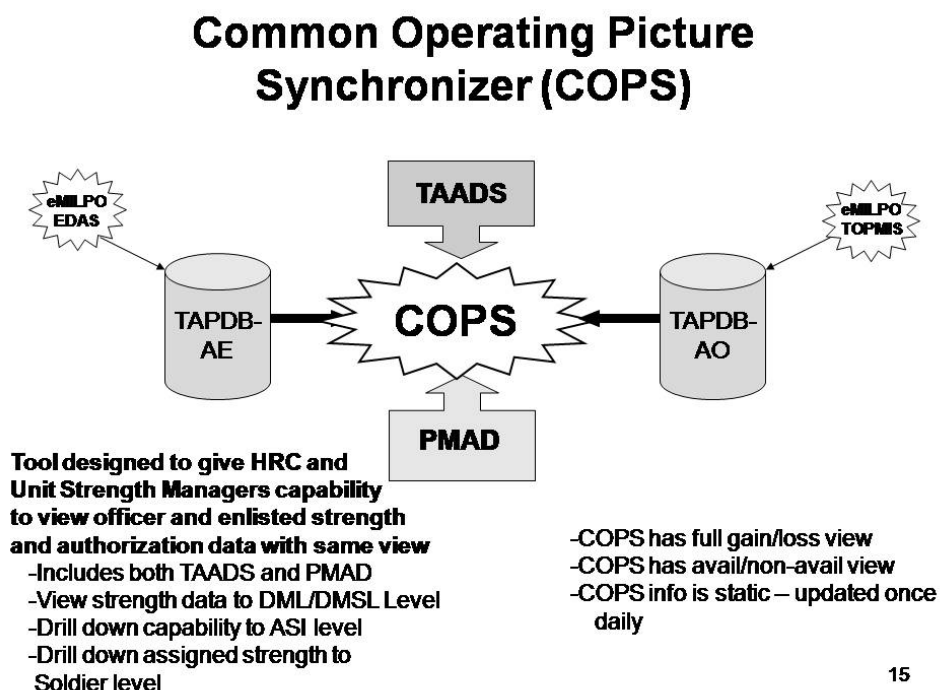 Common Operating Picture
Synchronizer (COPS)
TAADS
eMILPO
EDAS
eMILPO
TOPMIS
TAPDB-
AE
COPS
TAPDB-
AO
PMAD
Tool designed to give HRC and
Unit Strength Managers capability
to view officer and enlisted strength
and authorization data with same view
-Includes both TAADS and PMAD
-View strength data to DML/DMSL Level
-Drill down capability to ASI level
-Drill down assigned strength to
Soldier level
-COPS has full gain/loss view
-COPS has avail/non-avail view
-COPS info is static – updated once
daily
15